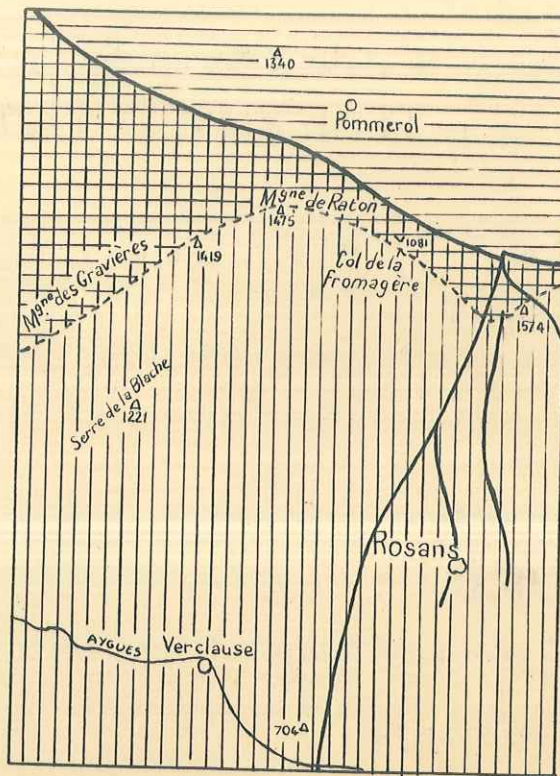 1340
Pommerol
Mgne de Raton
1475
1081
Mgne des Gravières
1419
Col de la
fromagère
1574
Serre de la Blache
1221
Rosans
AYGUES
Verclause
706